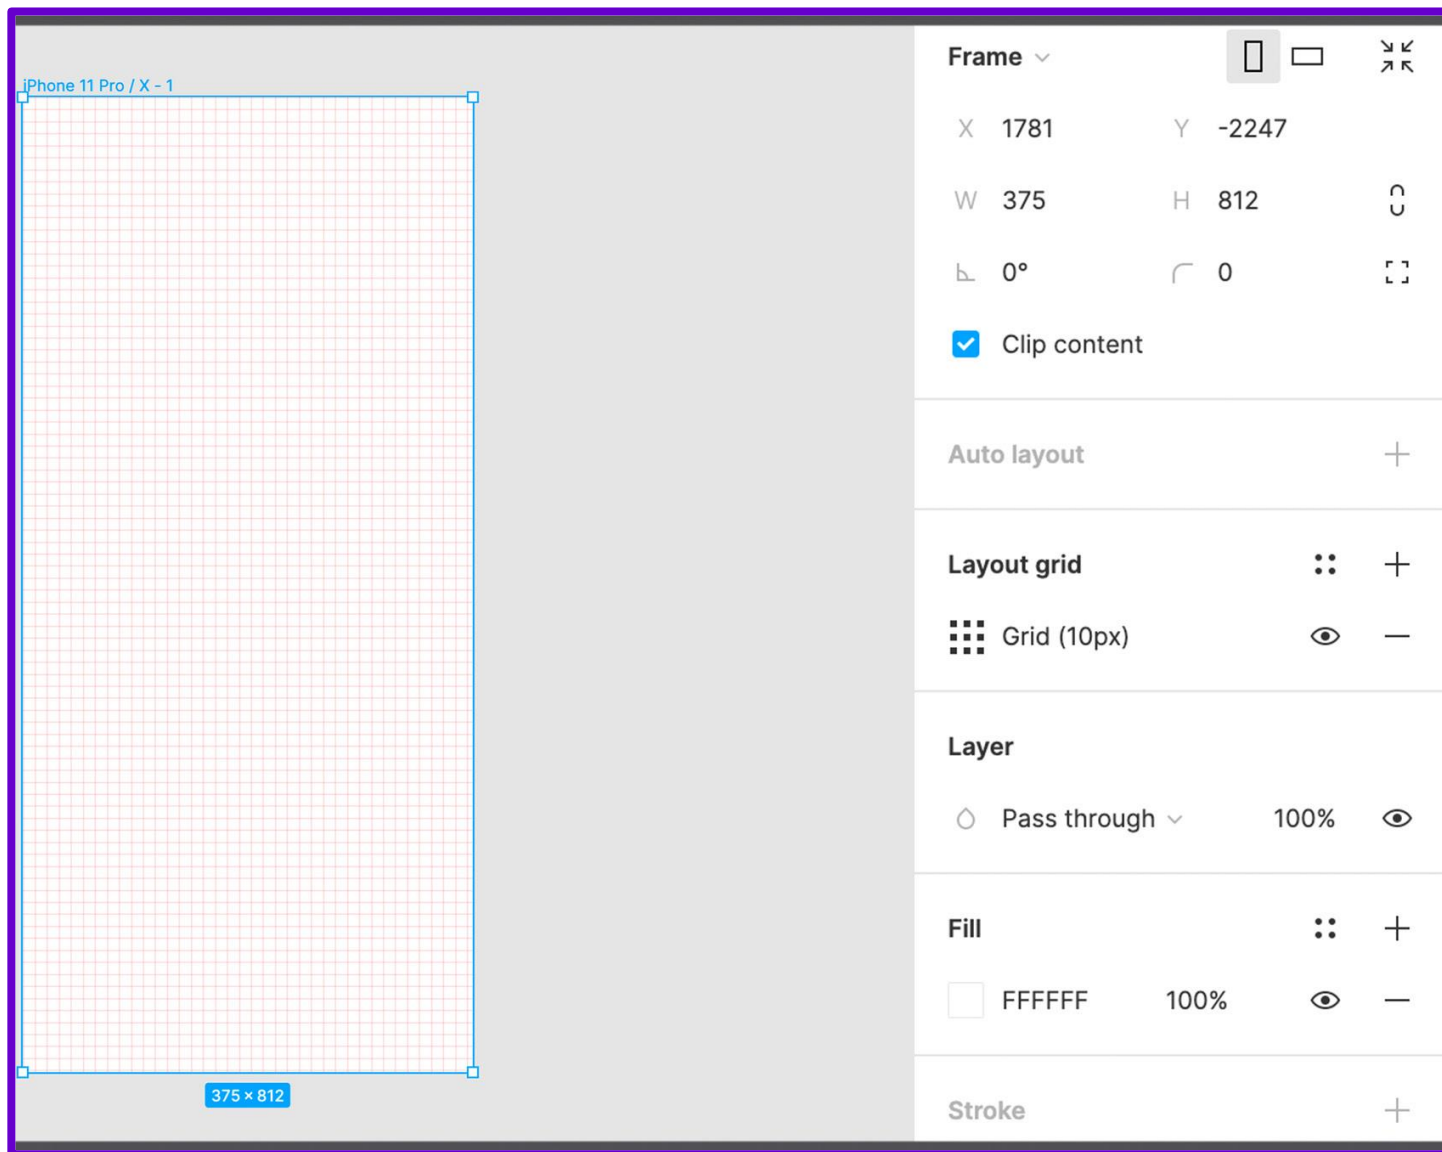 iPhone 11 Pro / X - 1
375 × 812
Frame
X 1781 Y -2247
W 375 H 812
0° 0
Clip content
Auto layout
Layout grid
Grid (10px)
Layer
Pass through 100%
Fill
FFFFFF 100%
Stroke